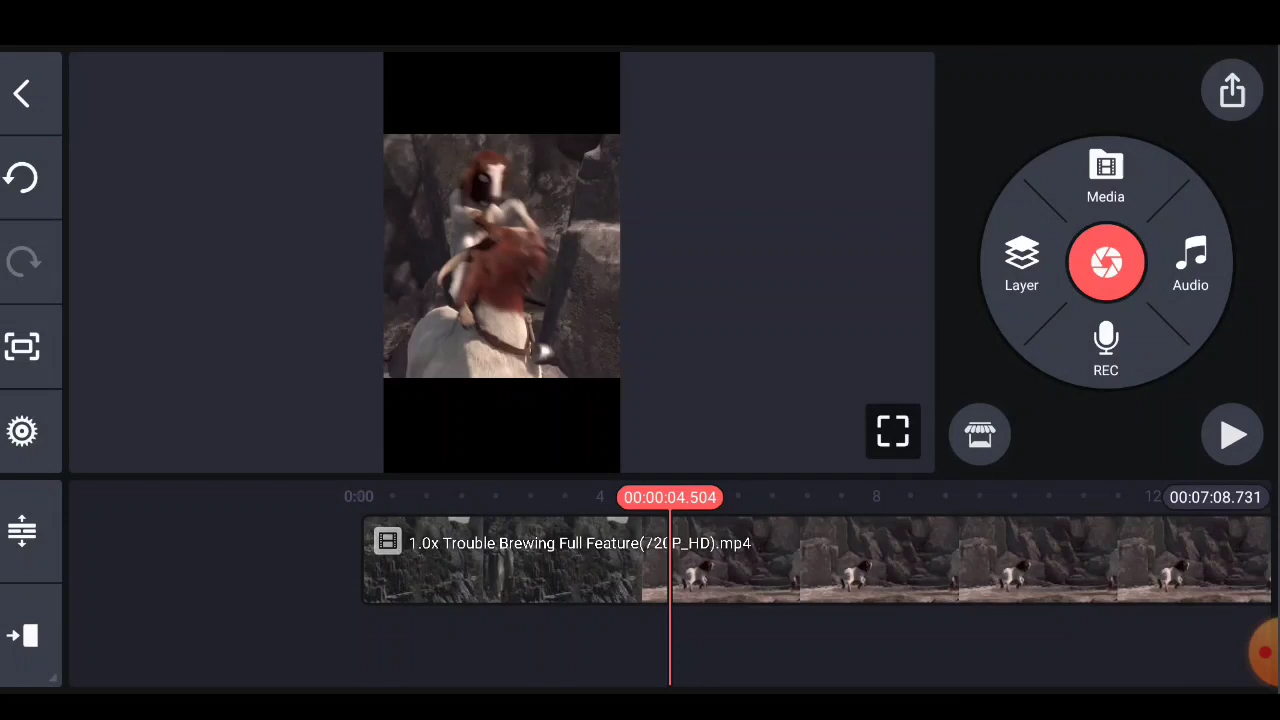 Media
Layer
Audio
REC
0:00
4
00:00:04.504
8
12
00:07:08.731
1.0x Trouble Brewing Full Feature(720P_HD).mp4